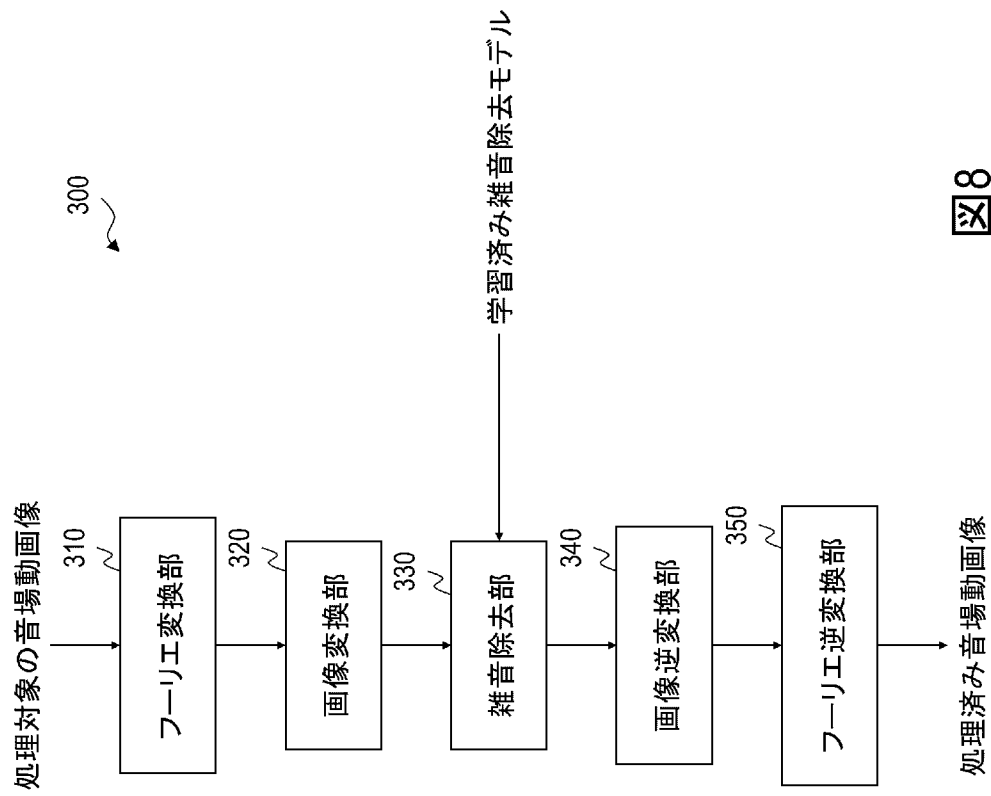 300
処理対象の音場動画像
310
フーリエ変換部
320
画像変換部
330
雑音除去部
学習済み雑音除去モデル
340
画像逆変換部
350
フーリエ逆変換部
処理済み音場動画像
図8